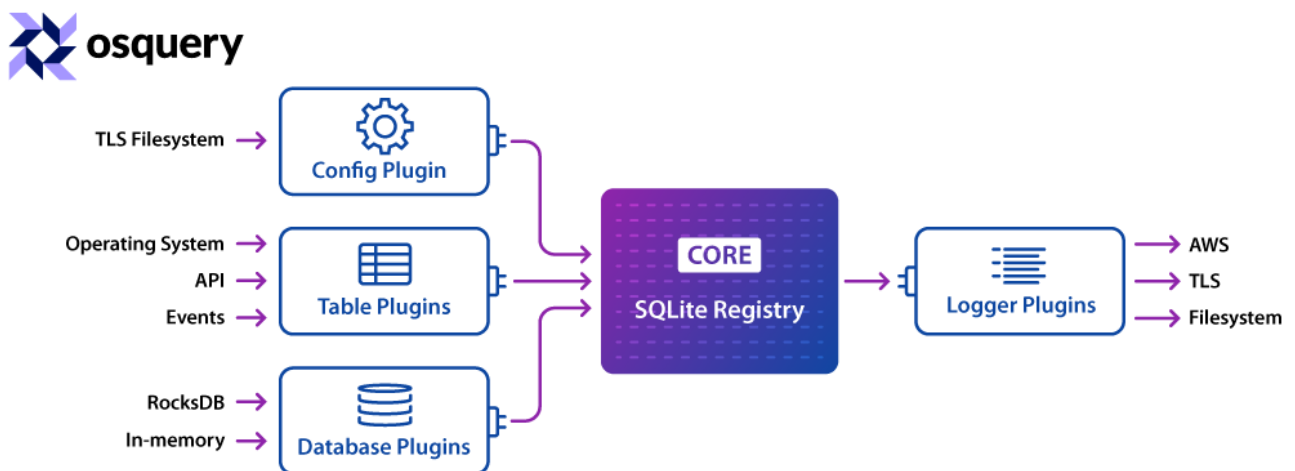 osquery
TLS Filesystem
Config Plugin
Operating System
API
Events
Table Plugins
RocksDB
In-memory
Database Plugins
CORE
SQLite Registry
Logger Plugins
AWS
TLS
Filesystem